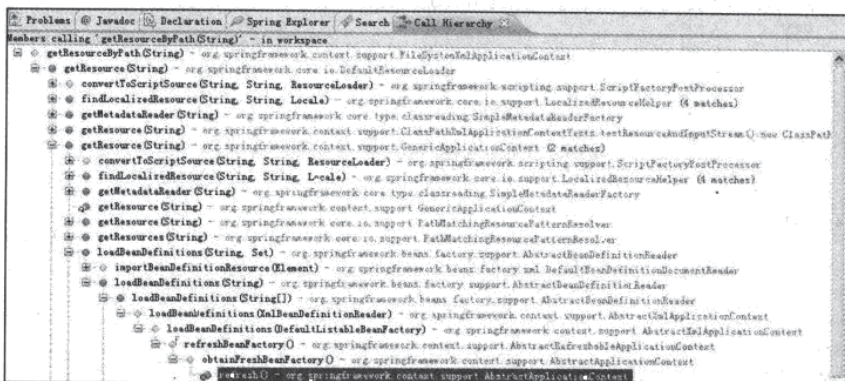 Problems @ Javadoc Declaration Spring Explorer Search Call Hierarchy
Members calling 'getResourceByPath(String)' - in workspace
getResourceByPath(String) - org.springframework.context.support.FileSystemXmlApplicationContext
getResource(String) - org.springframework.core.io.DefaultResourceLoader
convertToScriptSource(String, String, ResourceLoader) - org.springframework.scripting.support.ScriptFactoryPostProcessor
findLocalizedResource(String, String, Locale) - org.springframework.core.io.support.LocalizedResourceHelper (4 matches)
getMetadataReader(String) - org.springframework.core.type.classreading.SimpleMetadataReaderFactory
getResource(String) - org.springframework.context.support.ClassPathXmlApplicationContextTests.testResourceAndInputStream().new ClassPath
getResource(String) - org.springframework.context.support.GenericApplicationContext (2 matches)
convertToScriptSource(String, String, ResourceLoader) - org.springframework.scripting.support.ScriptFactoryPostProcessor
findLocalizedResource(String, String, Locale) - org.springframework.core.io.support.LocalizedResourceHelper (4 matches)
getMetadataReader(String) - org.springframework.core.type.classreading.SimpleMetadataReaderFactory
getResource(String) - org.springframework.context.support.GenericApplicationContext
getResource(String) - org.springframework.core.io.support.PathMatchingResourcePatternResolver
getResources(String) - org.springframework.core.io.support.PathMatchingResourcePatternResolver
loadBeanDefinitions(String, Set) - org.springframework.beans.factory.support.AbstractBeanDefinitionReader
importBeanDefinitionResource(Element) - org.springframework.beans.factory.xml.DefaultBeanDefinitionDocumentReader
loadBeanDefinitions(String) - org.springframework.beans.factory.support.AbstractBeanDefinitionReader
loadBeanDefinitions(String[]) - org.springframework.beans.factory.support.AbstractBeanDefinitionReader
loadBeanDefinitions(XmlBeanDefinitionReader) - org.springframework.context.support.AbstractXmlApplicationContext
loadBeanDefinitions(DefaultListableBeanFactory) - org.springframework.context.support.AbstractXmlApplicationContext
refreshBeanFactory() - org.springframework.context.support.AbstractRefreshableApplicationContext
obtainFreshBeanFactory() - org.springframework.context.support.AbstractApplicationContext
refresh() - org.springframework.context.support.AbstractApplicationContext